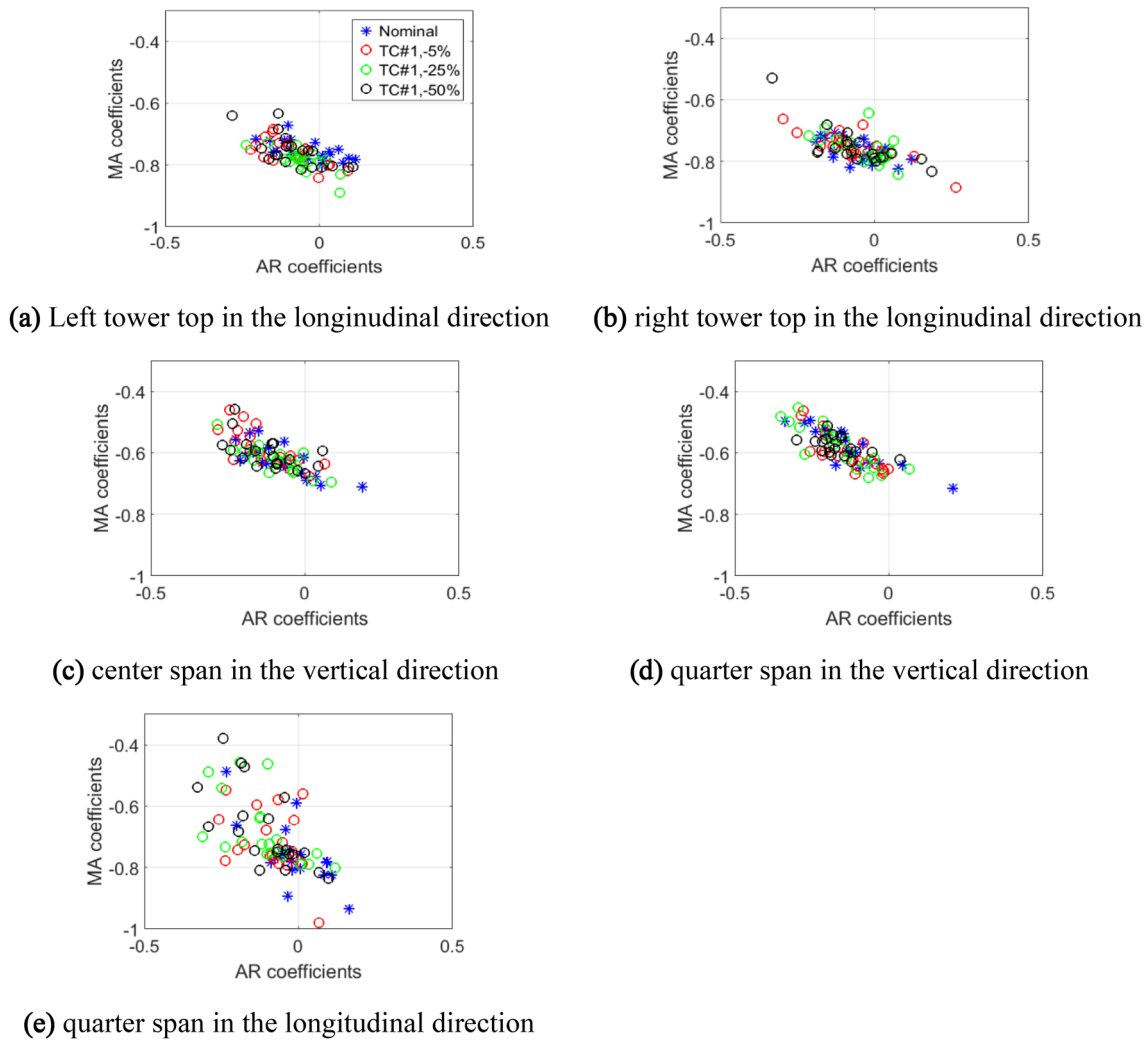 MA coefficients
-0.4
-0.6
-0.8
-1
-0.5
0
0.5
AR coefficients
Nominal
TC#1,-5%
TC#1,-25%
TC#1,-50%
MA coefficients
-0.4
-0.6
-0.8
-1
-0.5
0
0.5
AR coefficients
(a) Left tower top in the longinudinal direction
(b) right tower top in the longinudinal direction
MA coefficients
-0.4
-0.6
-0.8
-1
-0.5
0
0.5
AR coefficients
MA coefficients
-0.4
-0.6
-0.8
-1
-0.5
0
0.5
AR coefficients
(c) center span in the vertical direction
(d) quarter span in the vertical direction
MA coefficients
-0.4
-0.6
-0.8
-1
-0.5
0
0.5
AR coefficients
(e) quarter span in the longitudinal direction